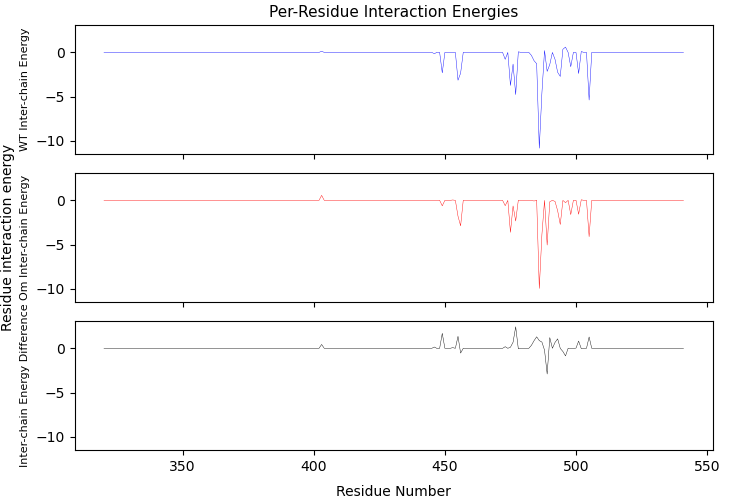 Per-Residue Interaction Energies
WT Inter-chain Energy
0
−5
−10
Residue interaction energy
Om Inter-chain Energy
0
−5
−10
Inter-chain Energy Difference
0
−5
−10
350
400
450
500
550
Residue Number